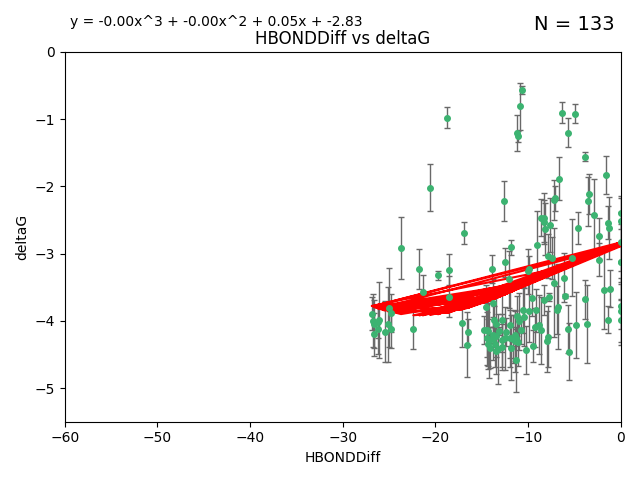 y = -0.00x^3 + -0.00x^2 + 0.05x + -2.83
N = 133
HBONDDiff vs deltaG
0
−1
−2
−3
−4
−5
deltaG
−60 −50 −40 −30 −20 −10 0
HBONDDiff